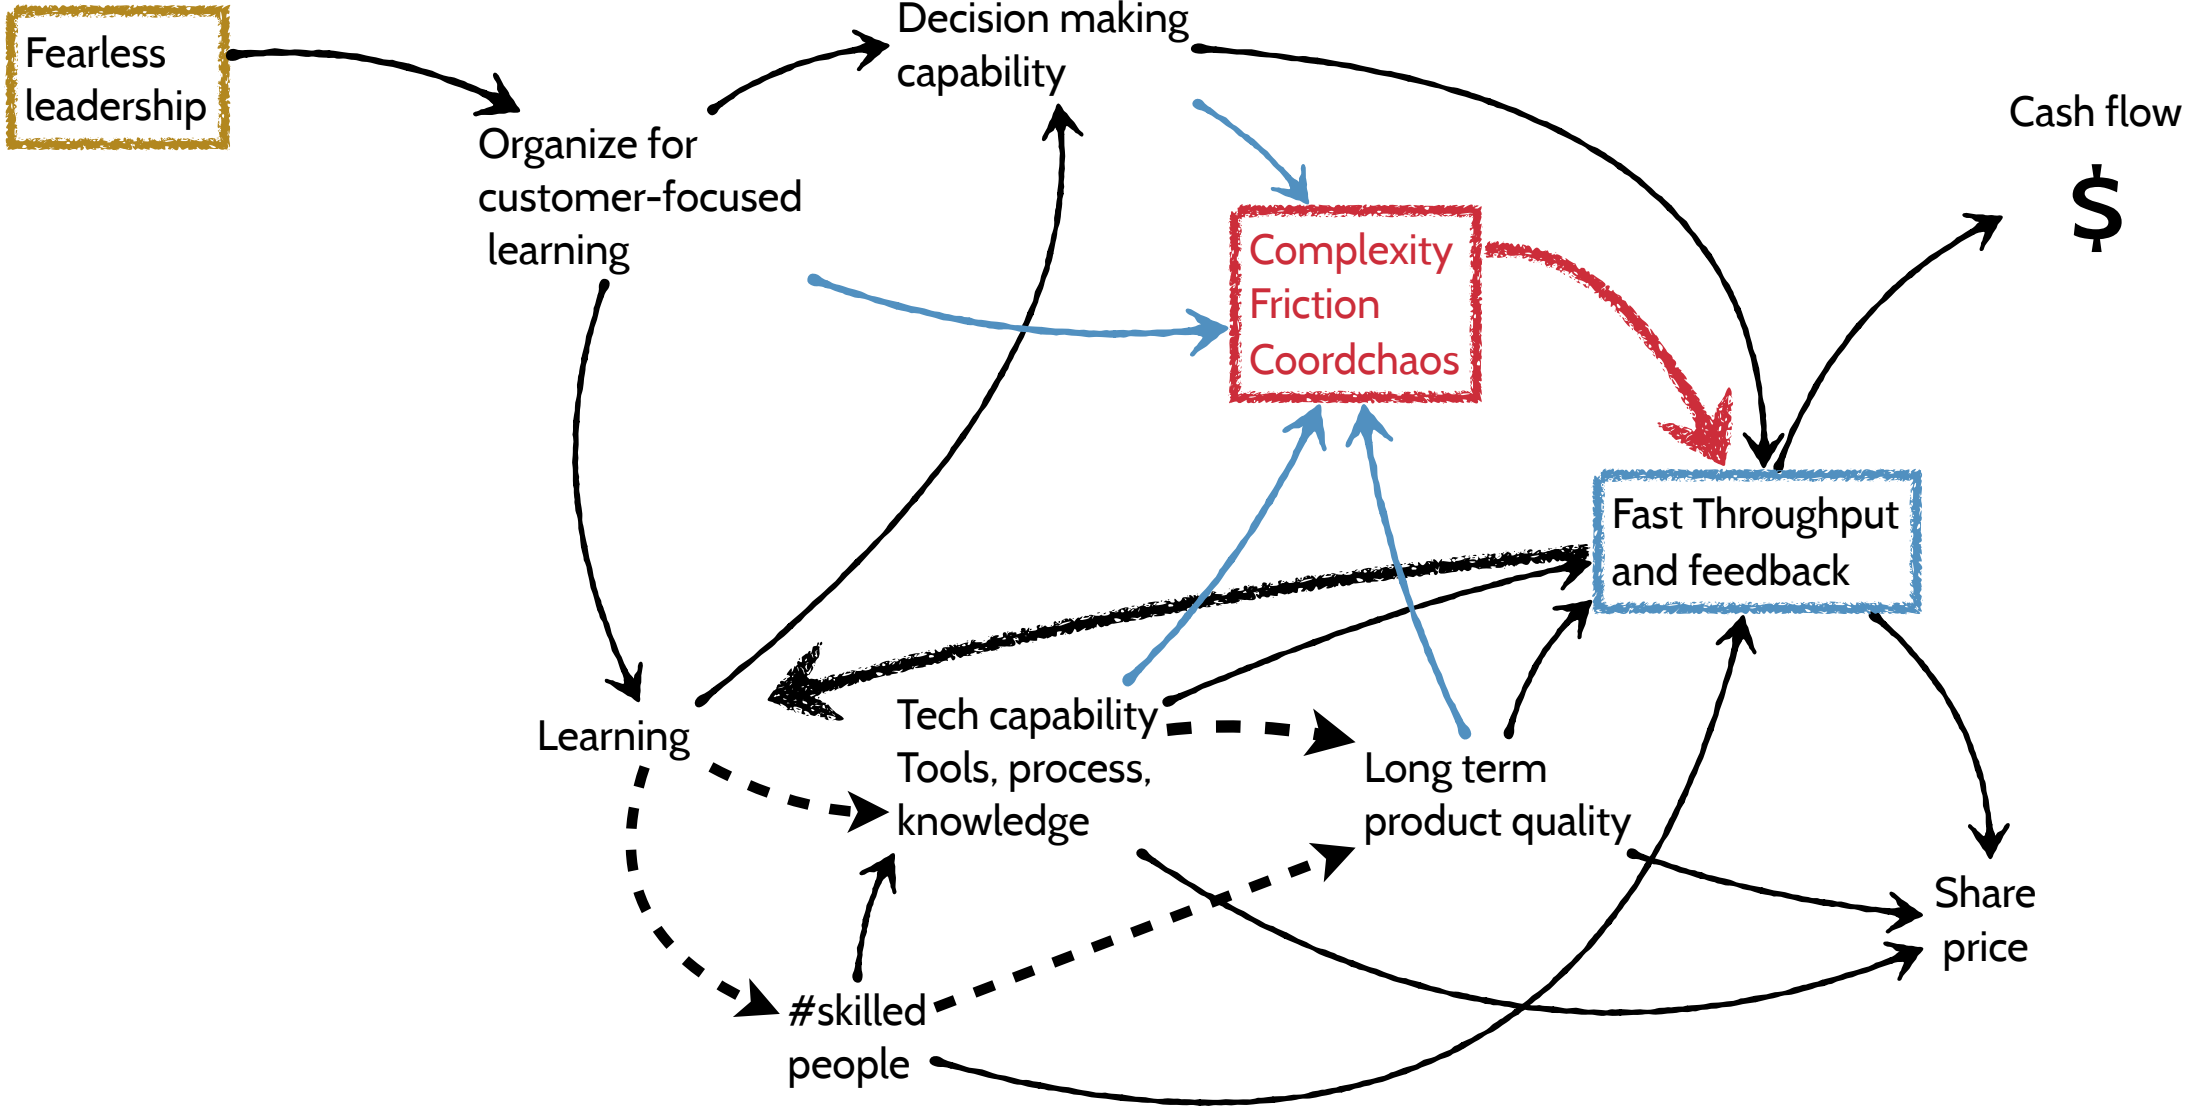 Fearless
leadership
Organize for
customer-focused
learning
Decision making
capability
Cash flow
$
Complexity
Friction
Coordchaos
Fast Throughput
and feedback
Learning
Tech capability
Tools, process,
knowledge
Long term
product quality
Share
price
#skilled
people